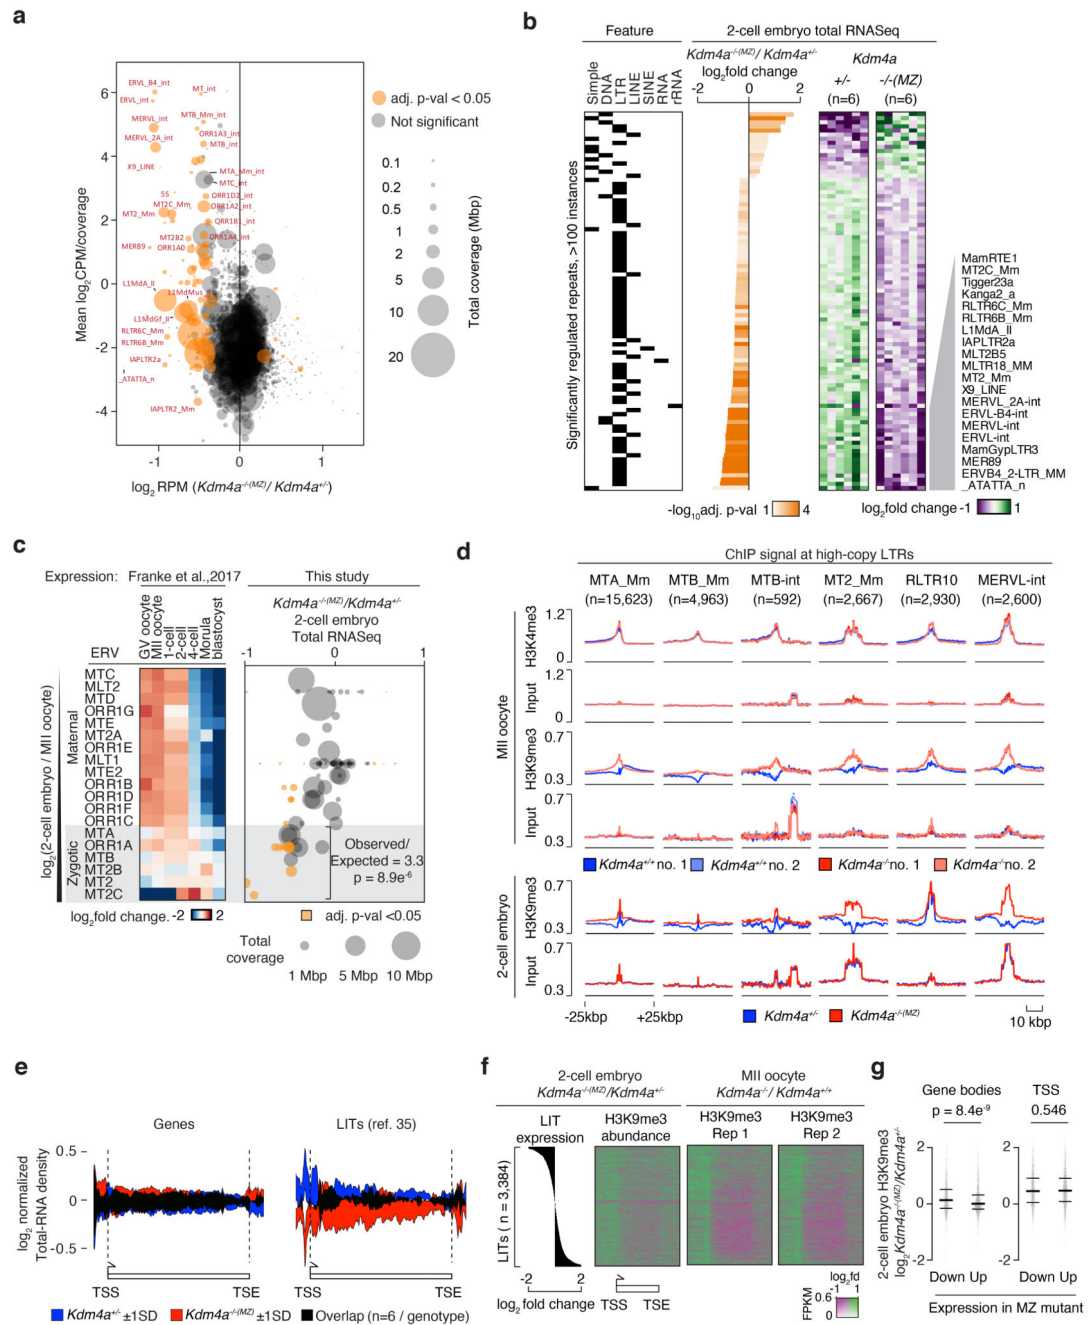 a
6
4
2
0
-2
-4
Mean log2CPM/coverage
-1
0
1
log2 RPM (Kdm4a-/-(MZ)/ Kdm4a+/-)
ERVL_B4_int
MT_int
ERVL_int
MTB_Mm_int
MERVL_int
ORR1A3_int
MERVL_2A_int
MTB_int
X9_LINE
MTA_Mm_int
MTC_int
5S
ORR1D2_int
MT2C_Mm
ORR1A2_int
MT2_Mm
ORR1B1_int
MT2B2
ORR1A4_int
MER89
ORR1A0
L1MdA_II
L1MdMus_II
L1MdGf_II
RLTR6C_Mm
RLTR6B_Mm
IAPLTR2a
_ATATTA_n
IAPLTR2_Mm
adj. p-val < 0.05
Not significant
0.1
0.2
0.5
1
2
5
10
20
Total coverage (Mbp)
b
Feature
2-cell embryo total RNASeq
Simple
DNA
LTR
LINE
SINE
RNA
rRNA
Kdm4a-/-(MZ)/ Kdm4a+/-
log2fold change
-2
0
2
Kdm4a
+/-
-/-(MZ)
(n=6)
(n=6)
Significantly regulated repeats, >100 instances
MamRTE1
MT2C_Mm
Tigger23a
Kanga2_a
RLTR6C_Mm
RLTR6B_Mm
L1MdA_II
IAPLTR2a
MLT2B5
MLTR18_MM
MT2_Mm
X9_LINE
MERVL_2A-int
ERVL-B4-int
MERVL-int
ERVL-int
MamGypLTR3
MER89
ERVB4_2-LTR_MM
_ATATTA_n
-log10adj. p-val 1 4
log2fold change -1 1
c
Expression:
Franke et al.,2017
This study
GV oocyte
MII oocyte
1-cell
2-cell
4-cell
Morula
blastocyst
Kdm4a-/-(MZ)/Kdm4a+/-
2-cell embryo
Total RNASeq
ERV
-1
0
1
log2(2-cell embryo / MII oocyte)
Maternal
Zygotic
MTC
MLT2
MTD
ORR1G
MTE
MT2A
ORR1E
MLT1
MTE2
ORR1B
ORR1D
ORR1F
ORR1C
MTA
ORR1A
MTB
MT2B
MT2
MT2C
Observed/
Expected = 3.3
p = 8.9e-6
log2fold change. -2 2
adj. p-val <0.05
Total
coverage
1 Mbp
5 Mbp
10 Mbp
d
ChIP signal at high-copy LTRs
MTA_Mm
MTB_Mm
MTB-int
MT2_Mm
RLTR10
MERVL-int
(n=15,623)
(n=4,963)
(n=592)
(n=2,667)
(n=2,930)
(n=2,600)
MII oocyte
H3K4me3
1.2
0
Input
1.2
0
H3K9me3
0.7
0.3
Input
0.7
0.3
Kdm4a+/+ no. 1
Kdm4a+/+ no. 2
Kdm4a-/- no. 1
Kdm4a-/- no. 2
2-cell embryo
H3K9me3
0.7
0.3
Input
0.7
0.3
-25kbp
+25kbp
Kdm4a+/-
Kdm4a-/-(MZ)
10 kbp
e
Genes
LITs (ref. 35)
log2 normalized
Total-RNA density
0.5
0
-0.5
TSS
TSE
TSS
TSE
Kdm4a+/- ±1SD
Kdm4a-/-(MZ) ±1SD
Overlap (n=6 / genotype)
f
2-cell embryo
Kdm4a-/-(MZ)/Kdm4a+/-
MII oocyte
Kdm4a-/-/ Kdm4a+/+
LIT
expression
H3K9me3
abundance
H3K9me3
Rep 1
H3K9me3
Rep 2
LITs ( n = 3,384)
-2
0
2
log2 fold change
TSS
TSE
log2fd
-1 1
FPKM
0.6
0
g
Gene bodies
TSS
p = 8.4e-9
0.546
2-cell embryo H3K9me3
log2Kdm4a-/-(MZ)/Kdm4a+/-
2
0
-2
2
0
-2
Down Up
Down Up
Expression in MZ mutant